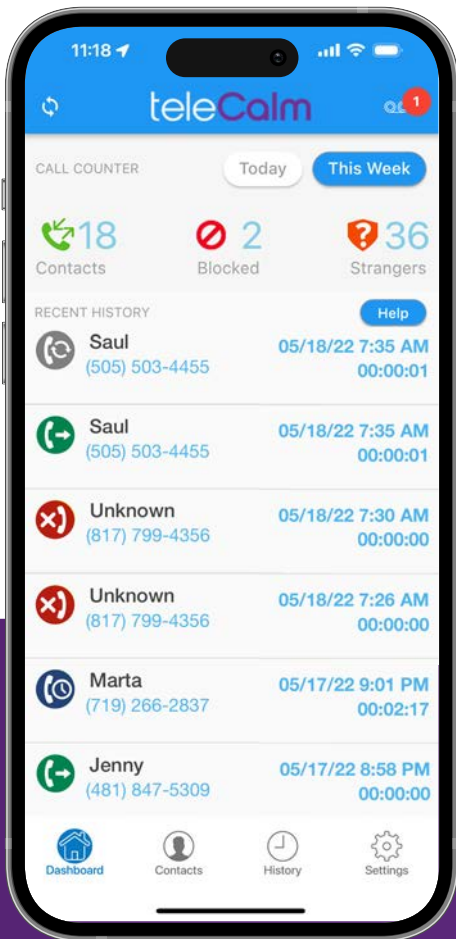 11:18
teleCalm
1
CALL COUNTER
Today
This Week
18
2
36
Contacts
Blocked
Strangers
RECENT HISTORY
Help
Saul
05/18/22 7:35 AM
(505) 503-4455
00:00:01
Saul
05/18/22 7:35 AM
(505) 503-4455
00:00:01
Unknown
05/18/22 7:30 AM
(817) 799-4356
00:00:00
Unknown
05/18/22 7:26 AM
(817) 799-4356
00:00:00
Marta
05/17/22 9:01 PM
(719) 266-2837
00:02:17
Jenny
05/17/22 8:58 PM
(481) 847-5309
00:00:00
Dashboard
Contacts
History
Settings